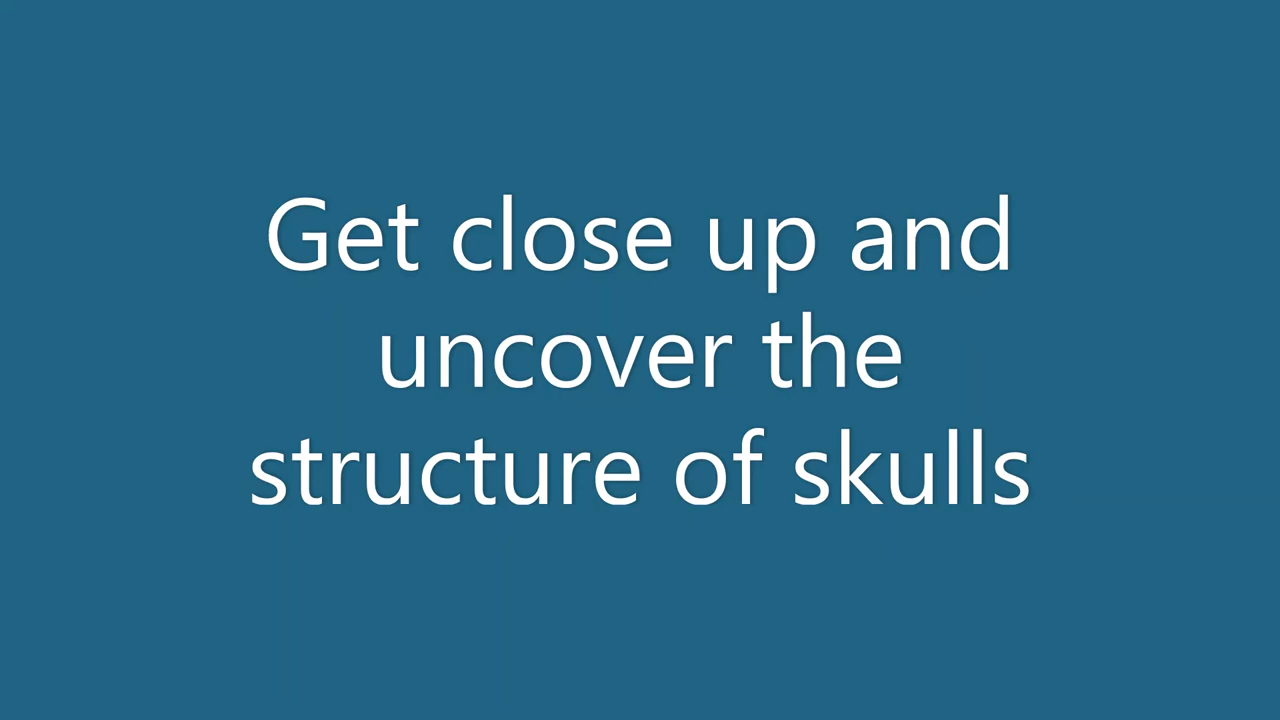 Get close up and
uncover the
structure of skulls